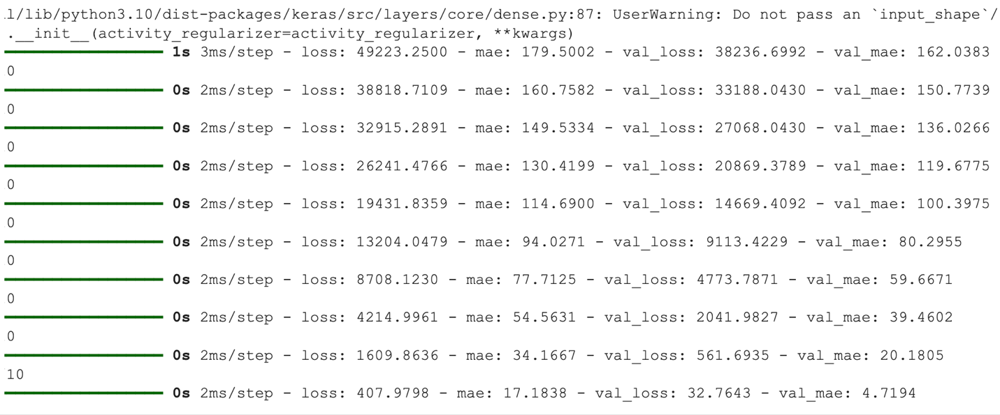 l/lib/python3.10/dist-packages/keras/src/layers/core/dense.py:87: UserWarning: Do not pass an `input_shape`/
.__init__(activity_regularizer=activity_regularizer, **kwargs)
1s 3ms/step - loss: 49223.2500 - mae: 179.5002 - val_loss: 38236.6992 - val_mae: 162.0383
0
0s 2ms/step - loss: 38818.7109 - mae: 160.7582 - val_loss: 33188.0430 - val_mae: 150.7739
0
0s 2ms/step - loss: 32915.2891 - mae: 149.5334 - val_loss: 27068.0430 - val_mae: 136.0266
0
0s 2ms/step - loss: 26241.4766 - mae: 130.4199 - val_loss: 20869.3789 - val_mae: 119.6775
0
0s 2ms/step - loss: 19431.8359 - mae: 114.6900 - val_loss: 14669.4092 - val_mae: 100.3975
0
0s 2ms/step - loss: 13204.0479 - mae: 94.0271 - val_loss: 9113.4229 - val_mae: 80.2955
0
0s 2ms/step - loss: 8708.1230 - mae: 77.7125 - val_loss: 4773.7871 - val_mae: 59.6671
0
0s 2ms/step - loss: 4214.9961 - mae: 54.5631 - val_loss: 2041.9827 - val_mae: 39.4602
0
0s 2ms/step - loss: 1609.8636 - mae: 34.1667 - val_loss: 561.6935 - val_mae: 20.1805
10
0s 2ms/step - loss: 407.9798 - mae: 17.1838 - val_loss: 32.7643 - val_mae: 4.7194